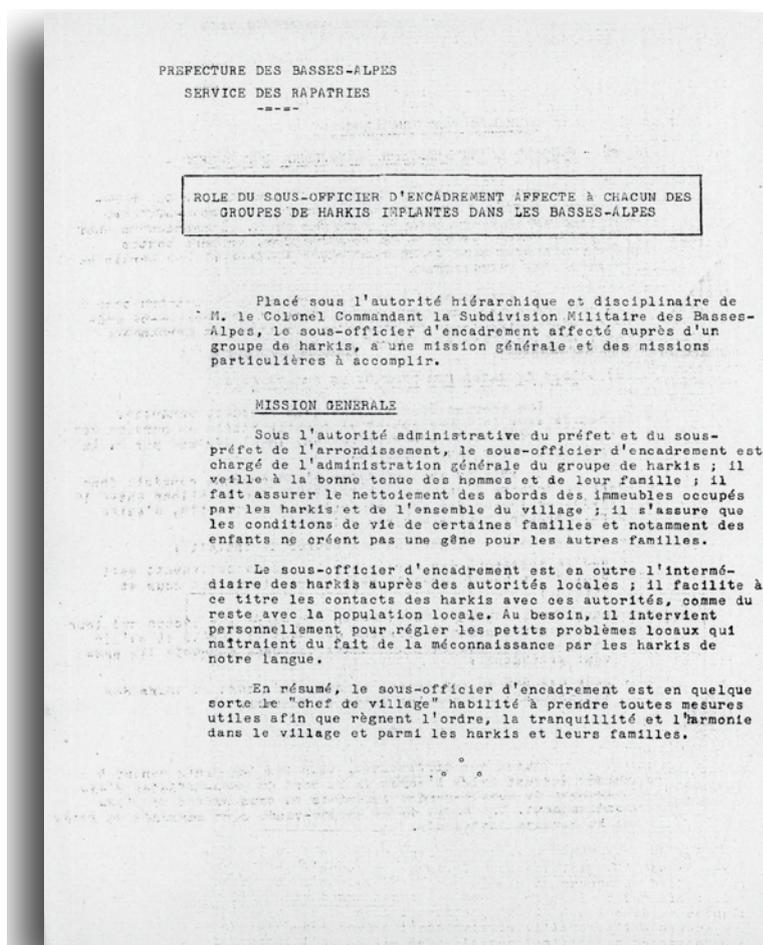 PREFECTURE DES BASSES-ALPES
SERVICE DES RAPATRIES
-=-=-
ROLE DU SOUS-OFFICIER D'ENCADREMENT AFFECTE à CHACUN DES
GROUPES DE HARKIS IMPLANTES DANS LES BASSES-ALPES
Placé sous l'autorité hiérarchique et disciplinaire de
M. le Colonel Commandant la Subdivision Militaire des Basses-
Alpes, le sous-officier d'encadrement affecté auprès d'un
groupe de harkis, a une mission générale et des missions
particulières à accomplir.
MISSION GENERALE
Sous l'autorité administrative du préfet et du sous-
préfet de l'arrondissement, le sous-officier d'encadrement est
chargé de l'administration générale du groupe de harkis ; il
veille à la bonne tenue des hommes et de leur famille ; il
fait assurer le nettoiement des abords des immeubles occupés
par les harkis et de l'ensemble du village ; il s'assure que
les conditions de vie de certaines familles et notamment des
enfants ne créent pas une gêne pour les autres familles.
Le sous-officier d'encadrement est en outre l'intermé-
diaire des harkis auprès des autorités locales ; il facilite à
ce titre les contacts des harkis avec ces autorités, comme du
reste avec la population locale. Au besoin, il intervient
personnellement pour régler les petits problèmes locaux qui
naîtraient du fait de la méconnaissance par les harkis de
notre langue.
En résumé, le sous-officier d'encadrement est en quelque
sorte le "chef de village" habilité à prendre toutes mesures
utiles afin que règnent l'ordre, la tranquillité et l'harmonie
dans le village et parmi les harkis et leurs familles.